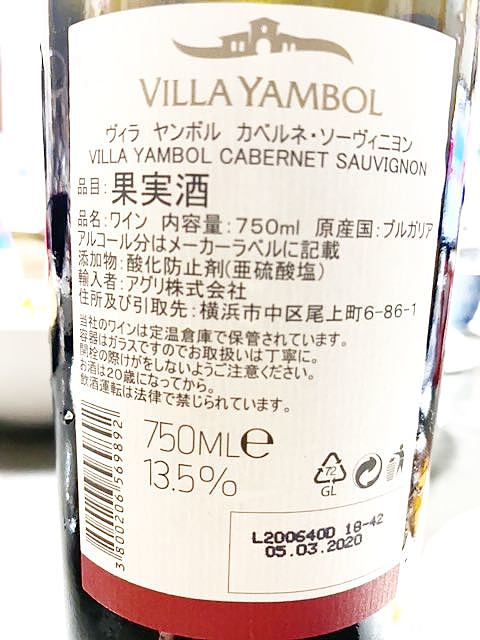 VILLA YAMBOL
ヴィラ ヤンボル カベルネ・ソーヴィニヨン
VILLA YAMBOL CABERNET SAUVIGNON
品目:果実酒
品名:ワイン 内容量:750ml 原産国:ブルガリア
アルコール分はメーカーラベルに記載
添加物:酸化防止剤(亜硫酸塩)
輸入者:アグリ株式会社
住所及び引取先:横浜市中区尾上町6-86-1
当社のワインは定温倉庫で保管されています。
容器はガラスですのでお取扱いは丁寧に。
開栓の際けがをしないようご注意ください。
お酒は20歳になってから。
飲酒運転は法律で禁じられています。
3800206569892
750ML e
13.5%
72
GL
L200640D 18-42
05.03.2020